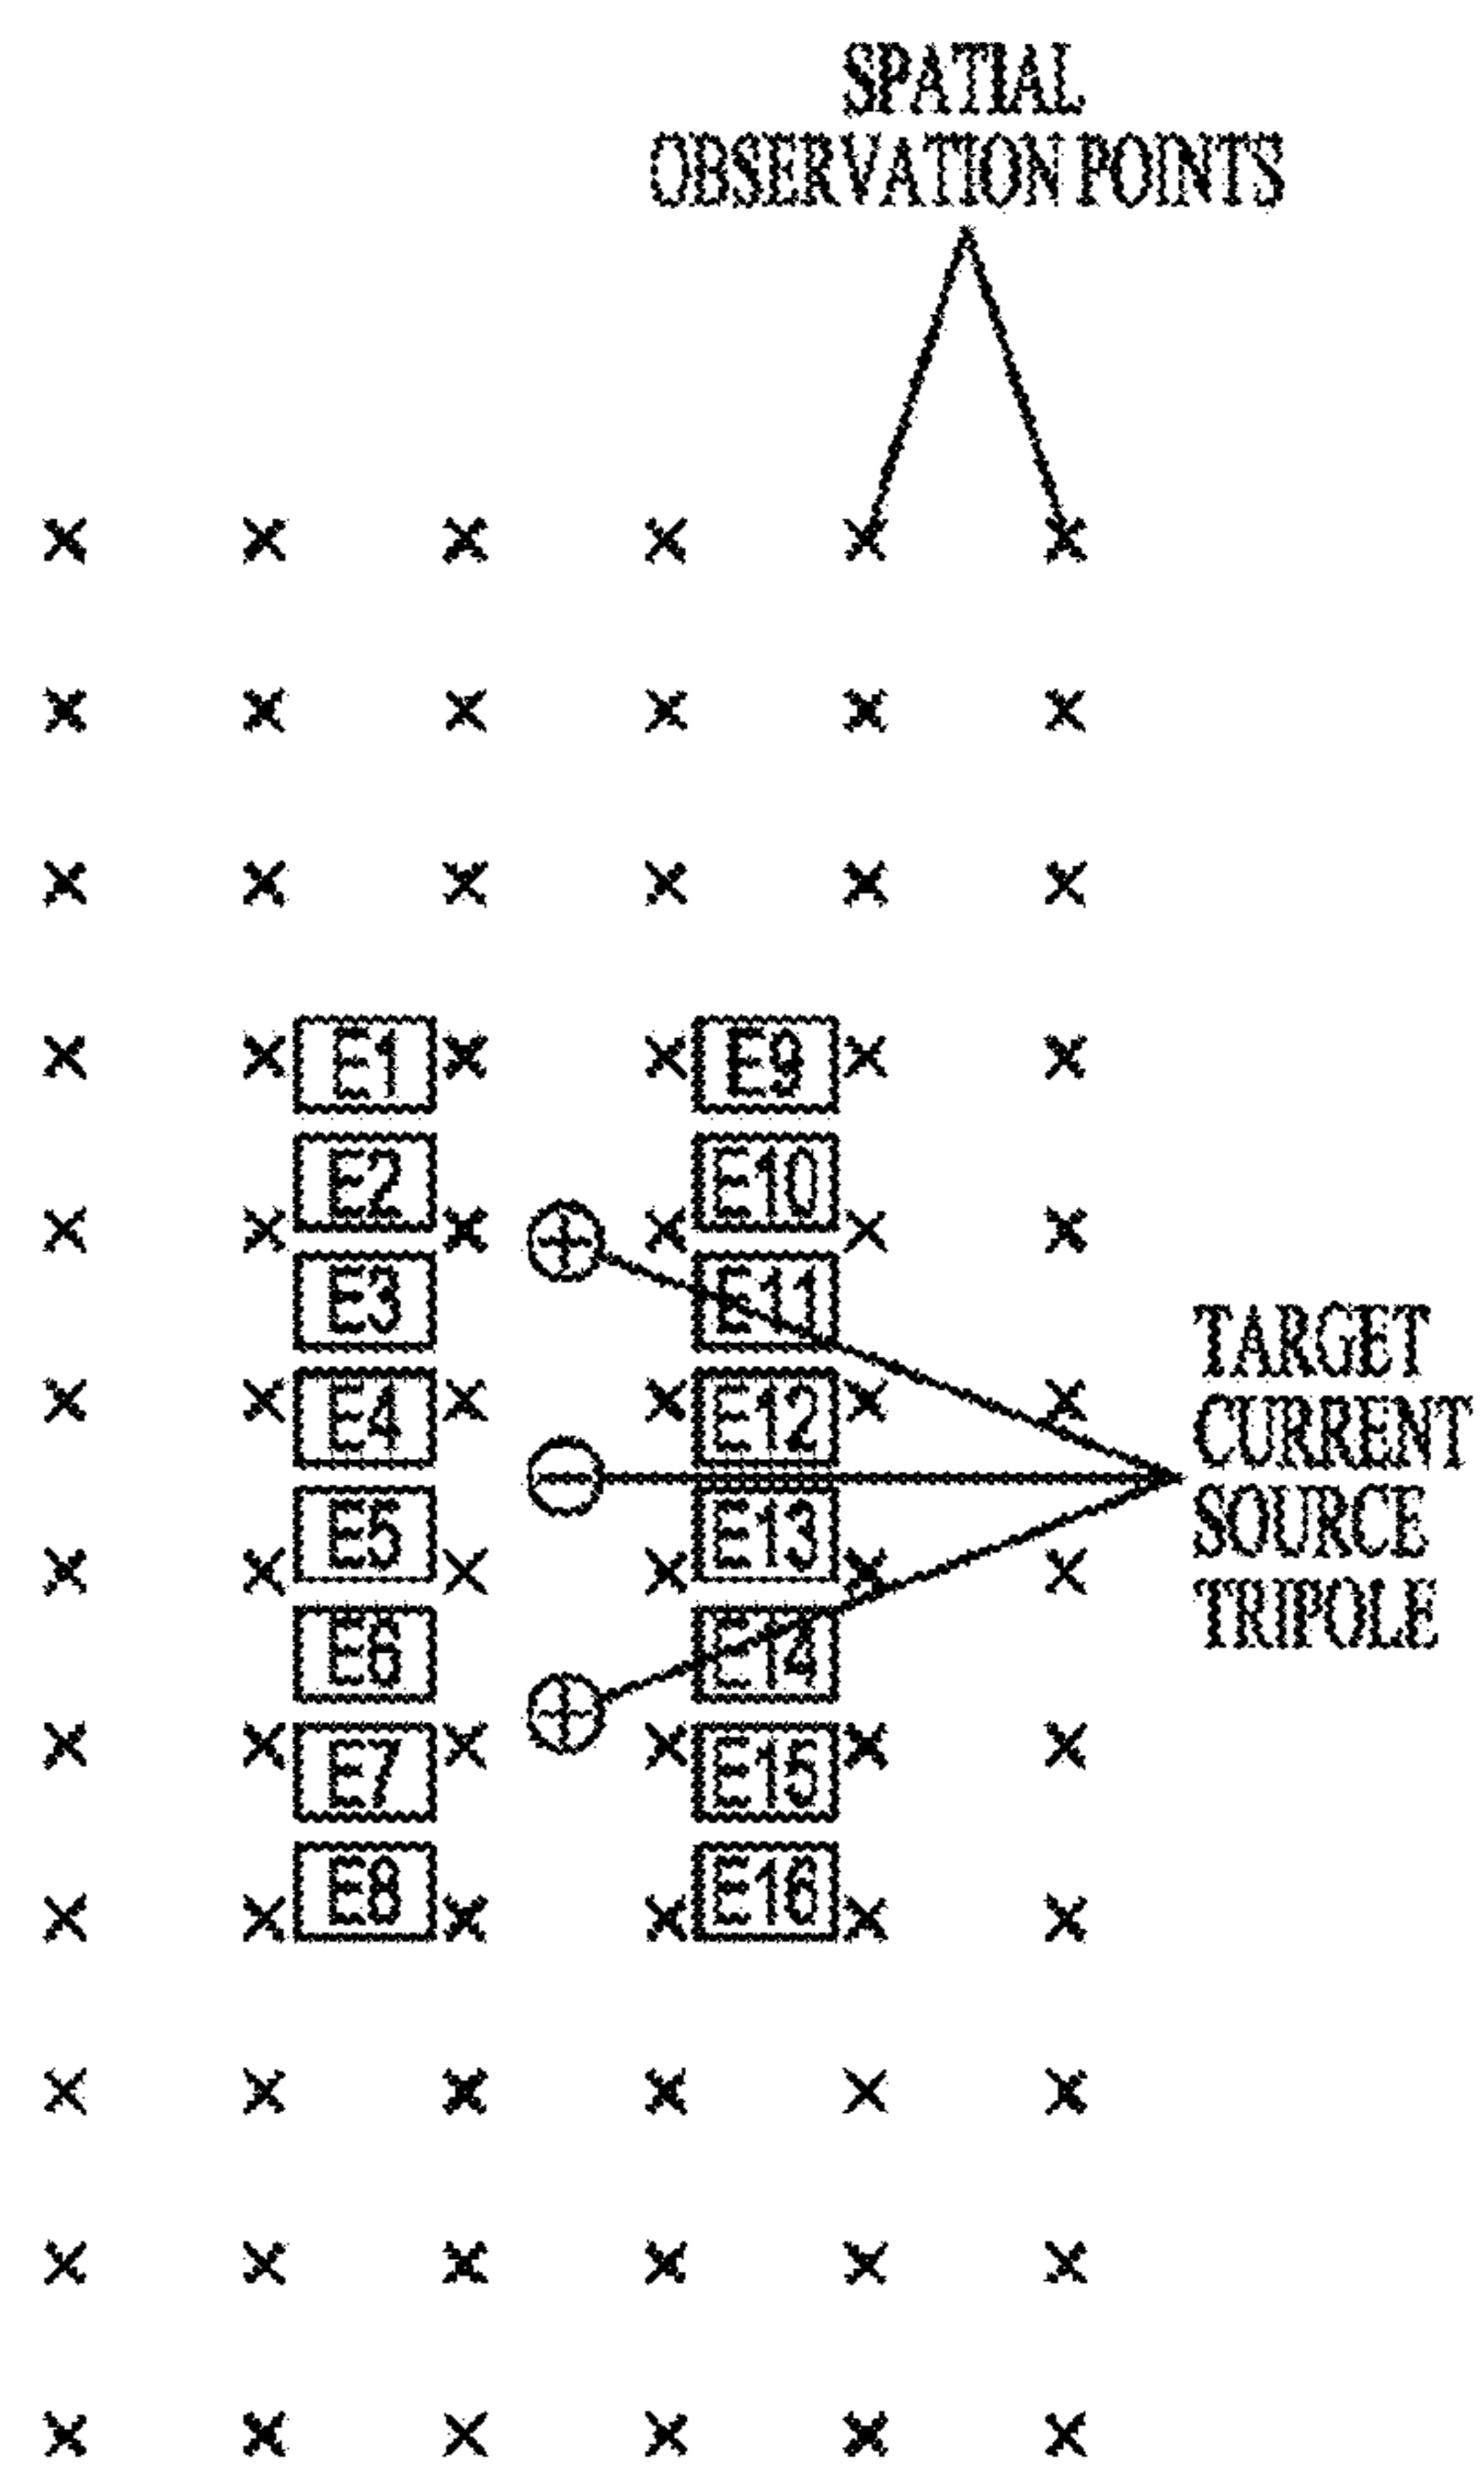 SPATIAL
OBSERVATION POINTS
E1 E9
E2 E10
E3 E11
E4 E12
E5 E13
E6 E14
E7 E15
E8 E16
TARGET
CURRENT
SOURCE
TRIPOLE